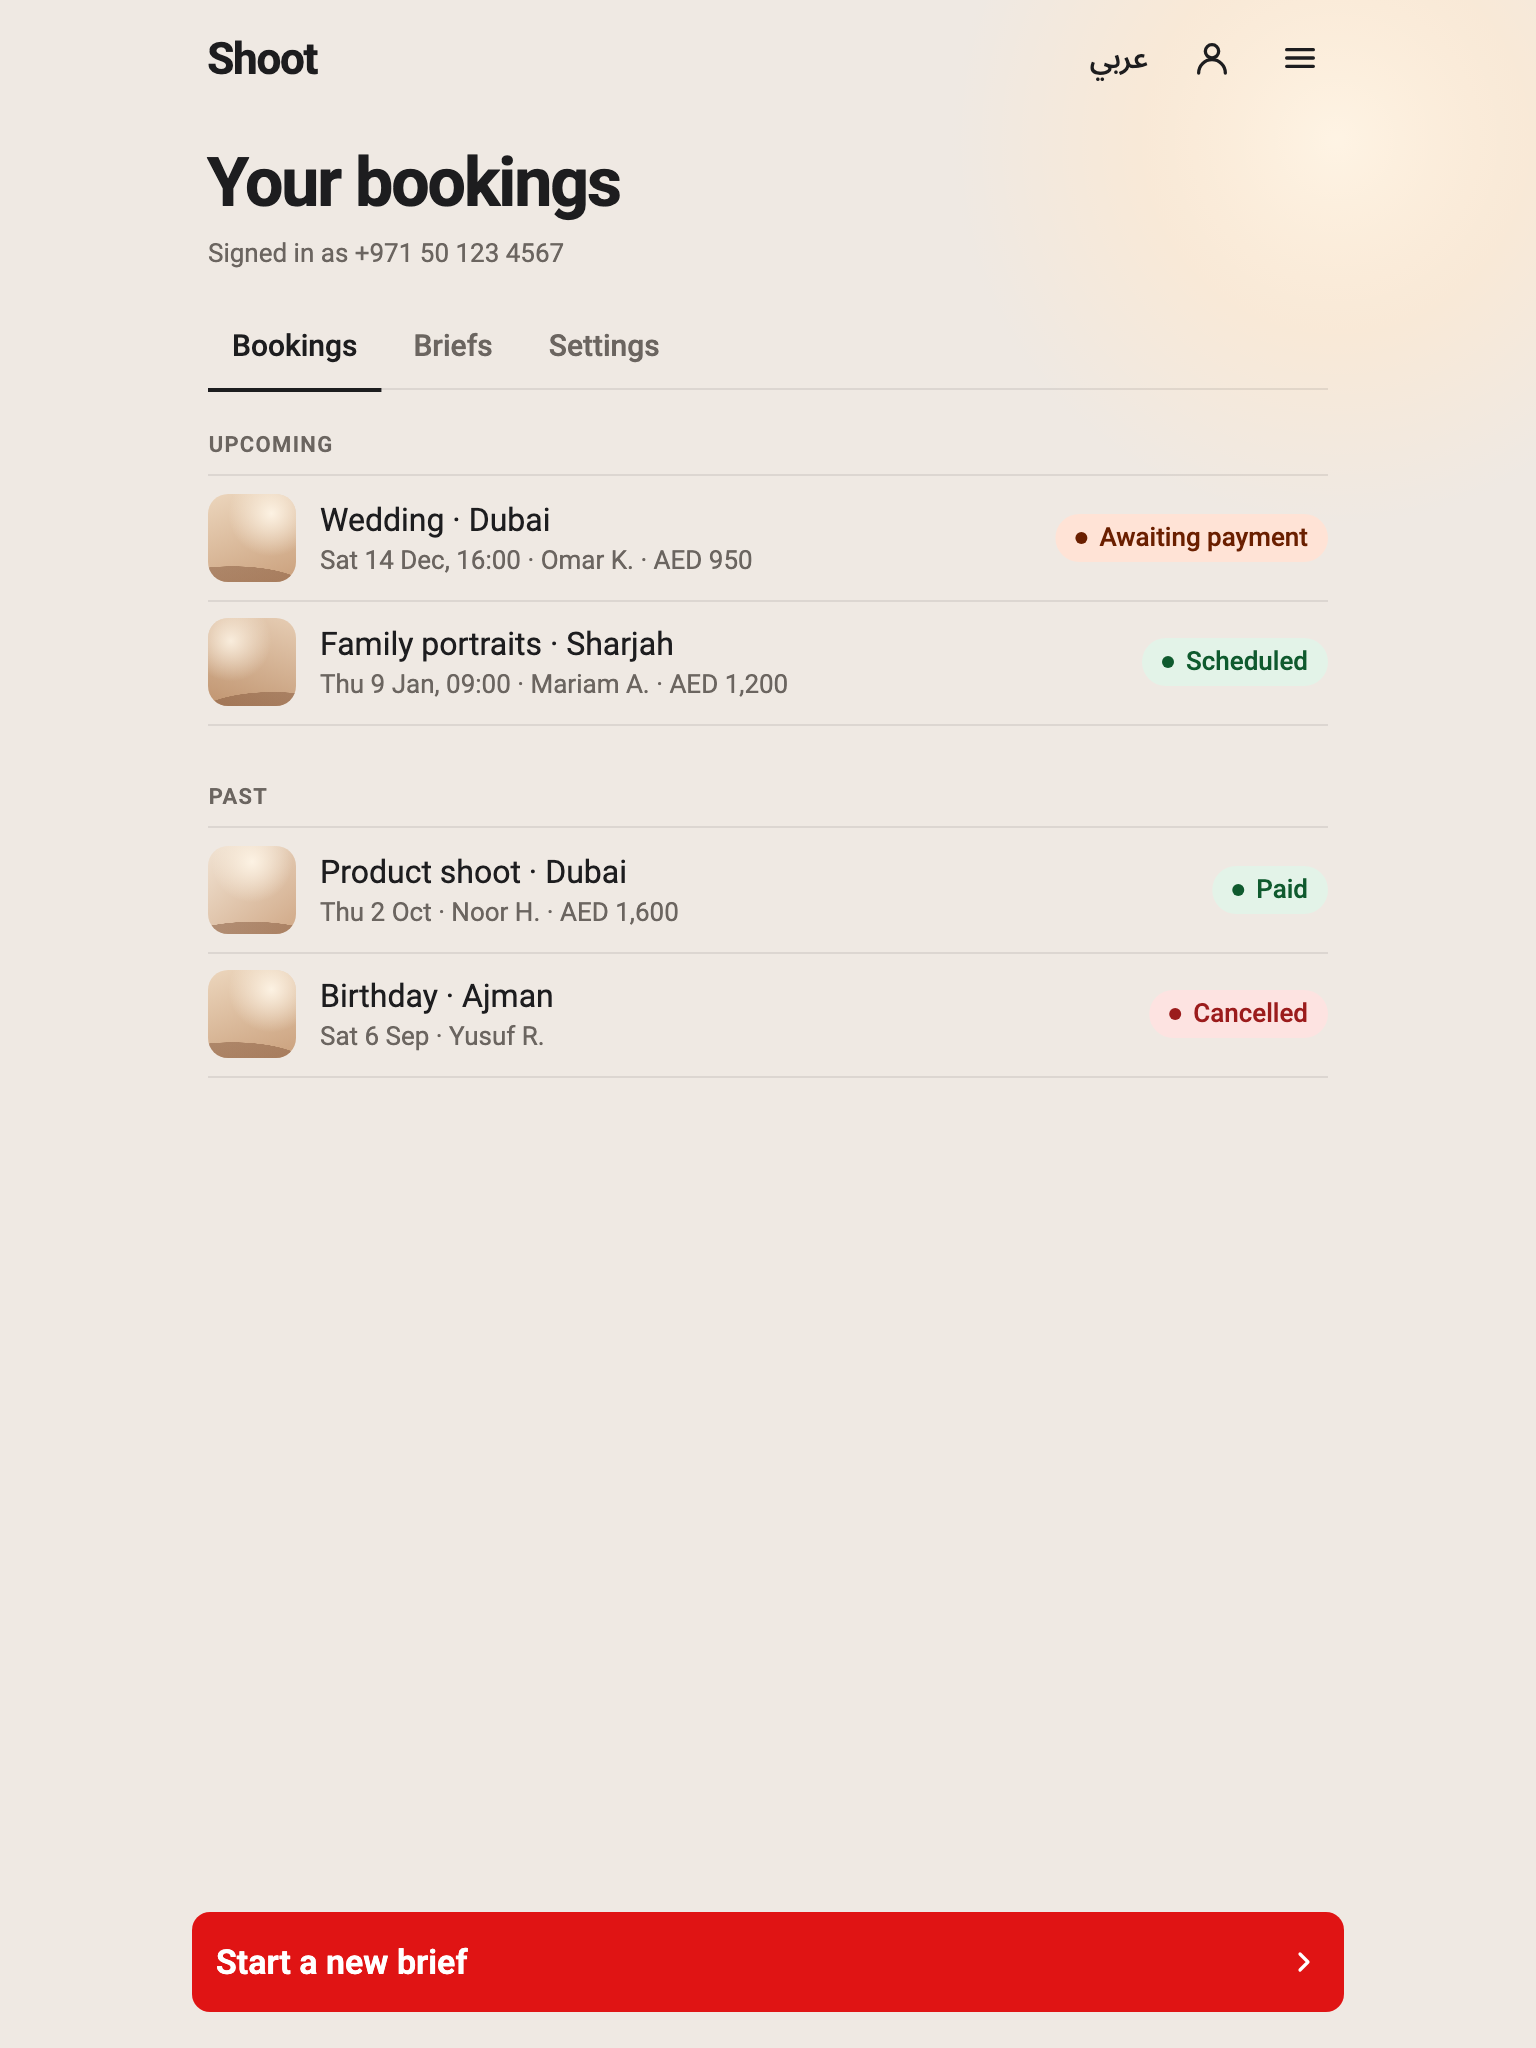 Shoot
عربي
Your bookings
Signed in as +971 50 123 4567
Bookings
Briefs
Settings
UPCOMING
Wedding · Dubai
Sat 14 Dec, 16:00 · Omar K. · AED 950
Awaiting payment
Family portraits · Sharjah
Thu 9 Jan, 09:00 · Mariam A. · AED 1,200
Scheduled
PAST
Product shoot · Dubai
Thu 2 Oct · Noor H. · AED 1,600
Paid
Birthday · Ajman
Sat 6 Sep · Yusuf R.
Cancelled
Start a new brief